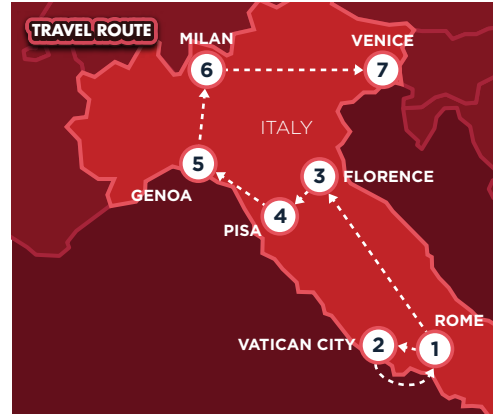 TRAVEL ROUTE
MILAN
VENICE
6
7
ITALY
5
3
FLORENCE
GENOA
4
PISA
ROME
VATICAN CITY
2
1